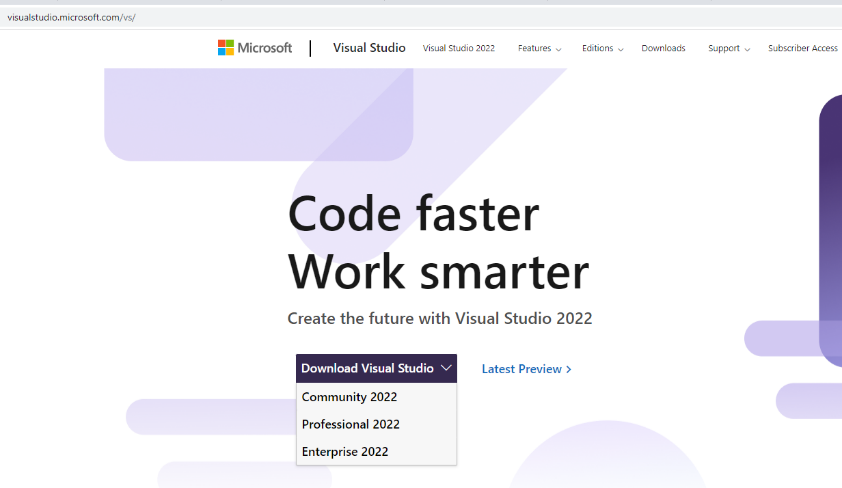 visualstudio.microsoft.com/vs/
Microsoft Visual Studio Visual Studio 2022 Features Editions Downloads Support Subscriber Access
Code faster
Work smarter
Create the future with Visual Studio 2022
Download Visual Studio Latest Preview
Community 2022
Professional 2022
Enterprise 2022